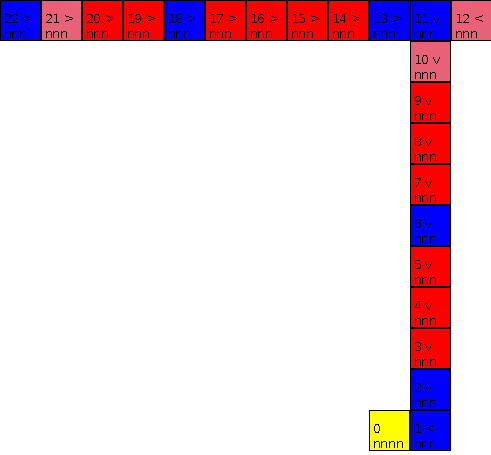 22 > 21 > 20 > 19 > 18 > 17 > 16 > 15 > 14 > 13 > 11 v 12 <
nnn nnn nnn nnn nnn nnn nnn nnn nnn nnn nnn nnn
10 v
nnn
9 v
nnn
8 v
nnn
7 v
nnn
6 v
nnn
5 v
nnn
4 v
nnn
3 v
nnn
2 v
nnn
0 1 <
nnnn nnn